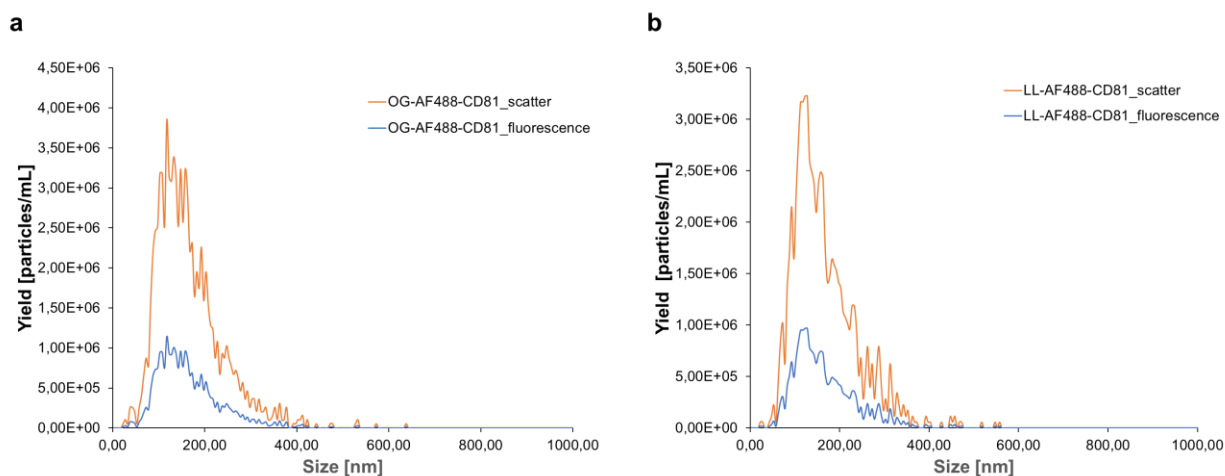 a
4,50E+06
4,00E+06
3,50E+06
3,00E+06
2,50E+06
2,00E+06
1,50E+06
1,00E+06
5,00E+05
0,00E+00
Yield [particles/mL]
OG-AF488-CD81_scatter
OG-AF488-CD81_fluorescence
0,00 200,00 400,00 600,00 800,00 1000,00
Size [nm]
b
3,50E+06
3,00E+06
2,50E+06
2,00E+06
1,50E+06
1,00E+06
5,00E+05
0,00E+00
Yield [particles/mL]
LL-AF488-CD81_scatter
LL-AF488-CD81_fluorescence
0,00 200,00 400,00 600,00 800,00 1000,00
Size [nm]